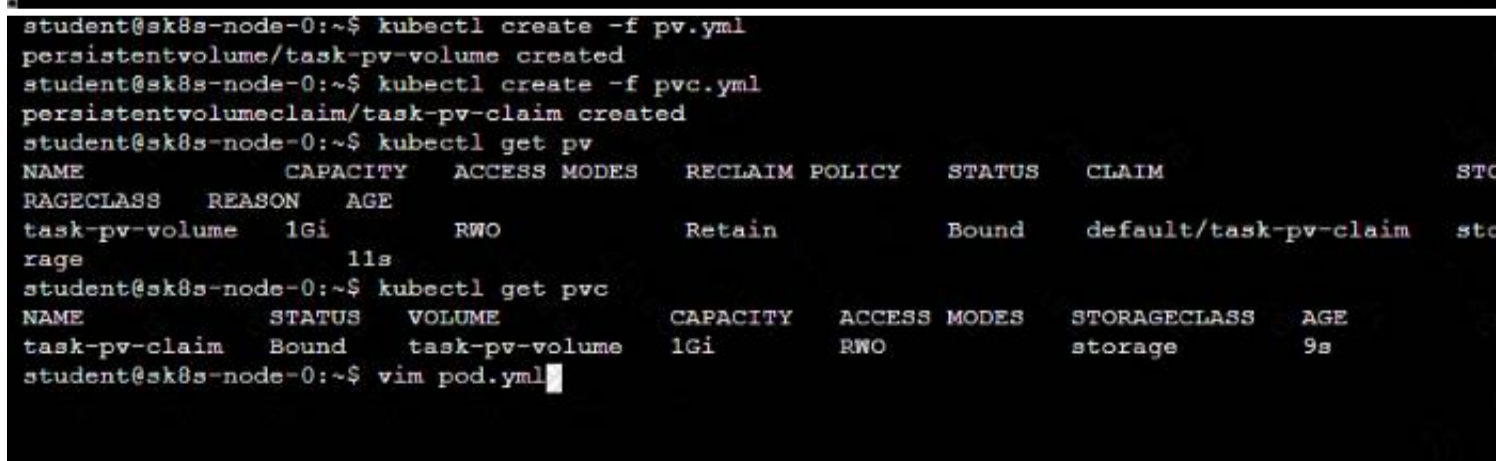 student@sk8s-node-0:~$ kubectl create -f pv.yml
persistentvolume/task-pv-volume created
student@sk8s-node-0:~$ kubectl create -f pvc.yml
persistentvolumeclaim/task-pv-claim created
student@sk8s-node-0:~$ kubectl get pv
NAME CAPACITY ACCESS MODES RECLAIM POLICY STATUS CLAIM STO
RAGECLASS REASON AGE
task-pv-volume 1Gi RWO Retain Bound default/task-pv-claim sto
rage 11s
student@sk8s-node-0:~$ kubectl get pvc
NAME STATUS VOLUME CAPACITY ACCESS MODES STORAGECLASS AGE
task-pv-claim Bound task-pv-volume 1Gi RWO storage 9s
student@sk8s-node-0:~$ vim pod.yml